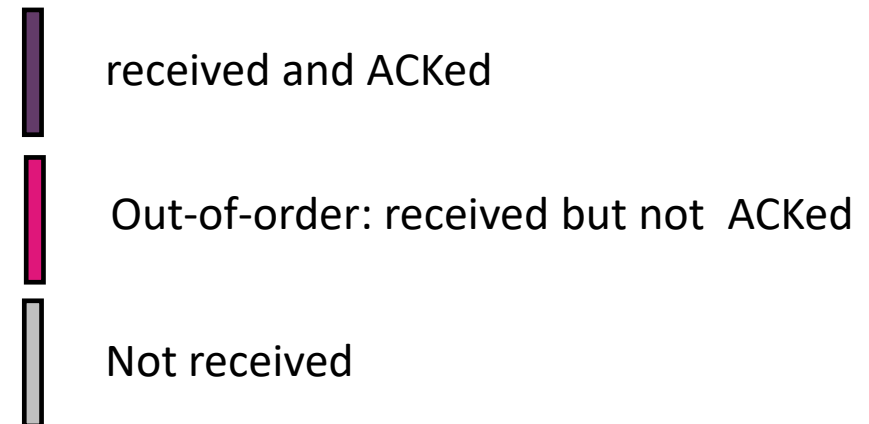 received and ACKed
Out-of-order: received but not ACKed
Not received